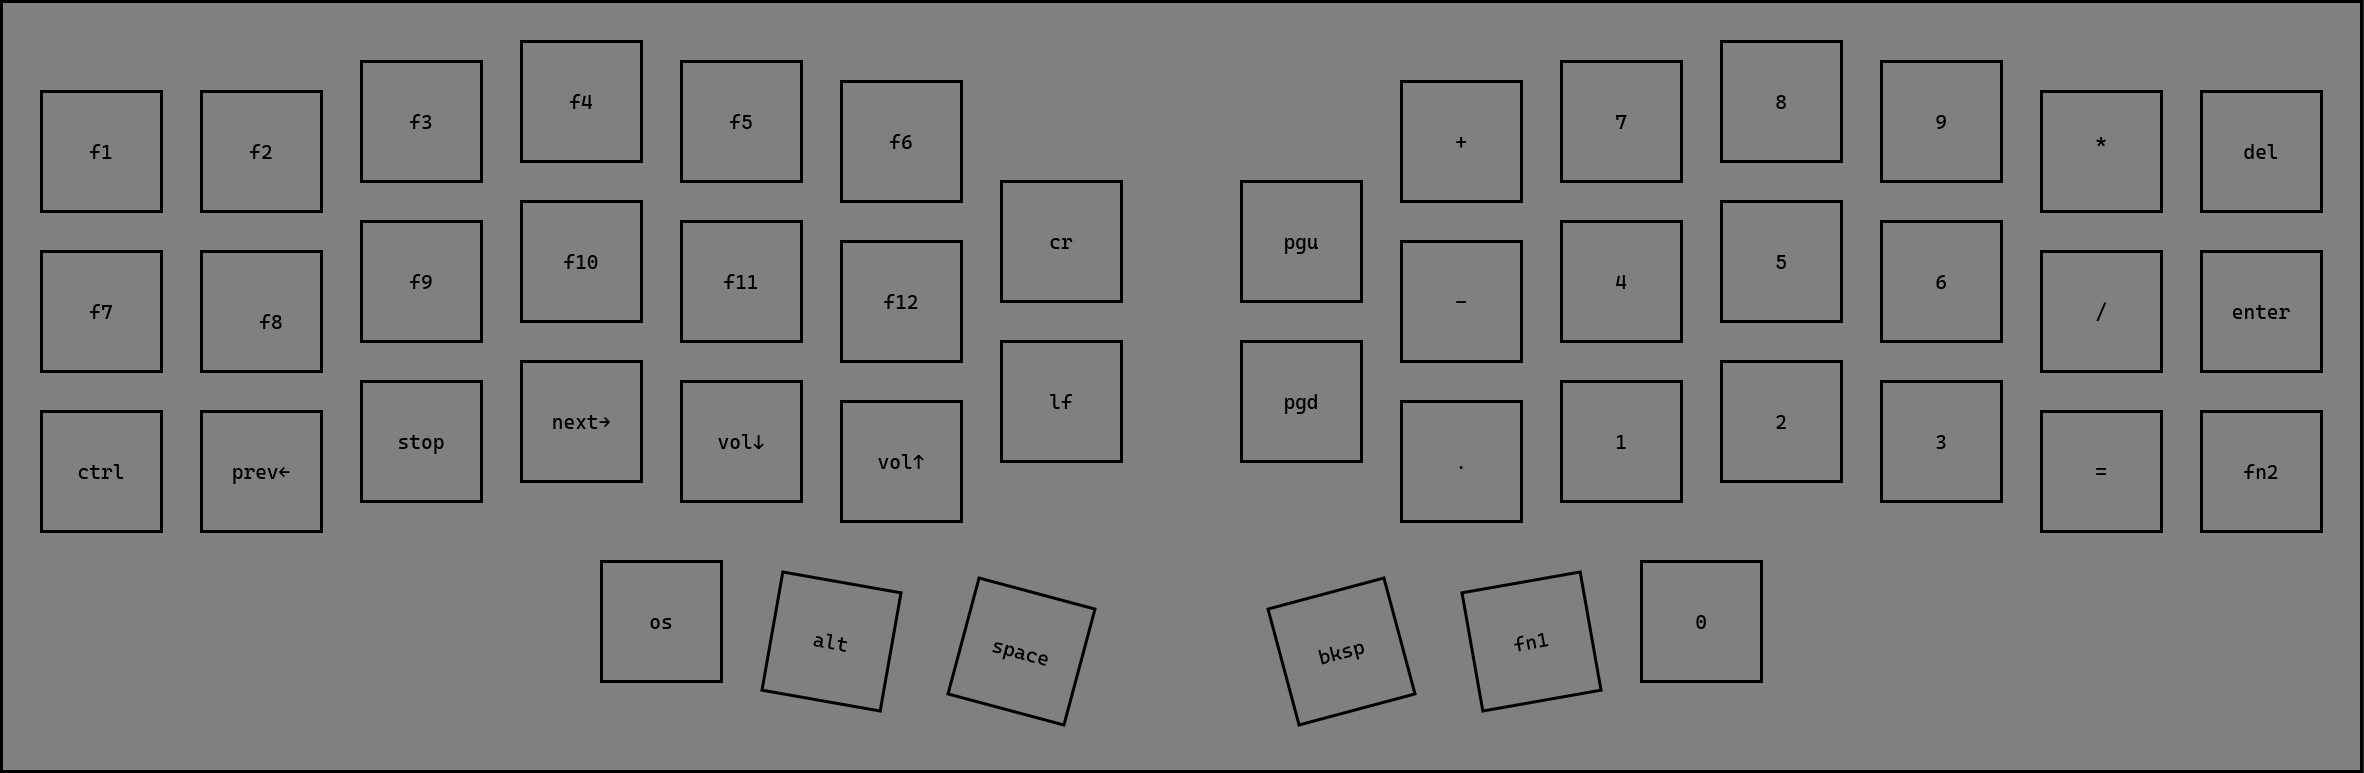 f1 f2 f3 f4 f5 f6 + 7 8 9 * del
cr pgu
f7 f8 f9 f10 f11 f12 - 4 5 6 / enter
lf pgd
ctrl prev← stop next→ vol↓ vol↑ . 1 2 3 = fn2
os alt space bksp fn1 0